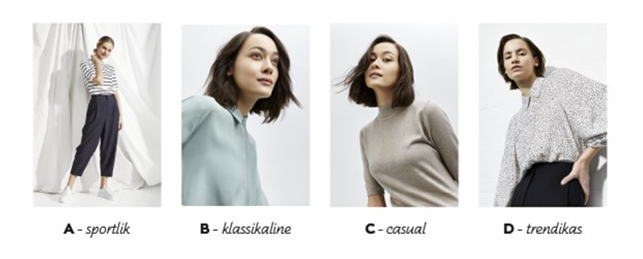 A - sportlik
B - klassikaline
C - casual
D - trendikas